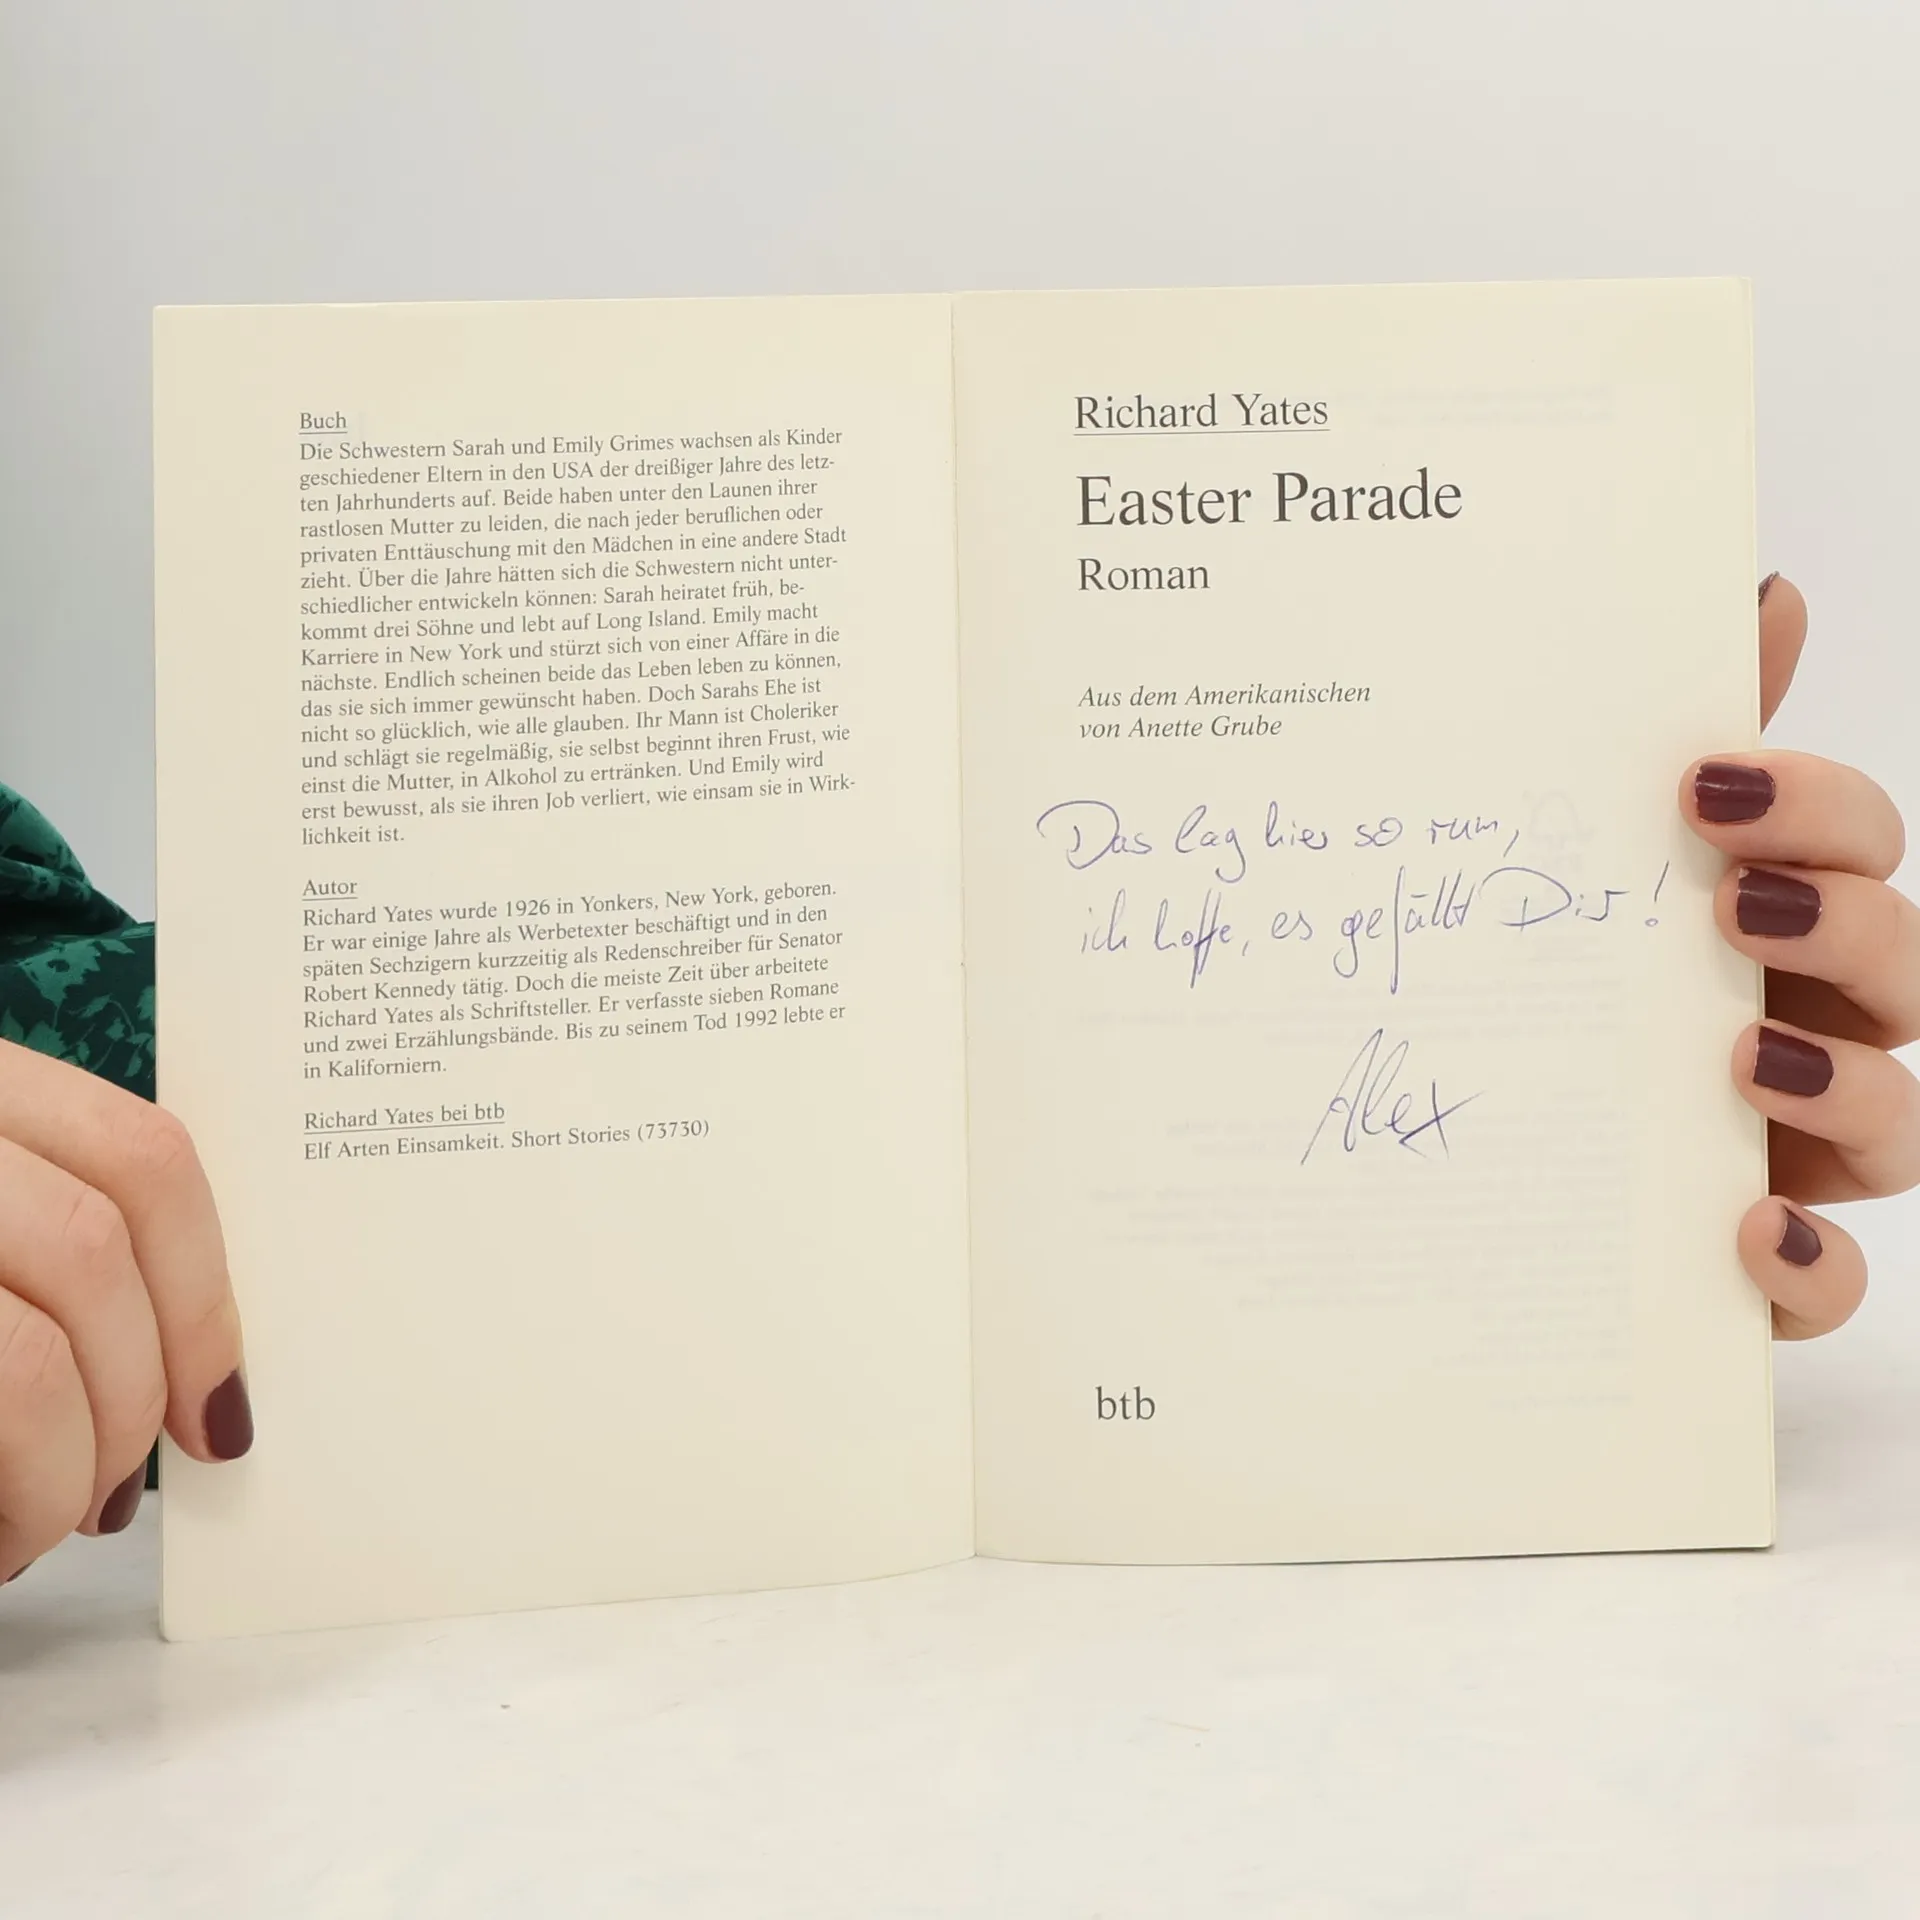 Buch
Die Schwestern Sarah und Emily Grimes wachsen als Kinder
geschiedener Eltern in den USA der dreißiger Jahre des letz-
ten Jahrhunderts auf. Beide haben unter den Launen ihrer
rastlosen Mutter zu leiden, die nach jeder beruflichen oder
privaten Enttäuschung mit den Mädchen in eine andere Stadt
zieht. Über die Jahre hätten sich die Schwestern nicht unter-
schiedlicher entwickeln können: Sarah heiratet früh, be-
kommt drei Söhne und lebt auf Long Island. Emily macht
Karriere in New York und stürzt sich von einer Affäre in die
nächste. Endlich scheinen beide das Leben leben zu können,
das sie sich immer gewünscht haben. Doch Sarahs Ehe ist
nicht so glücklich, wie alle glauben. Ihr Mann ist Choleriker
und schlägt sie regelmäßig, sie selbst beginnt ihren Frust, wie
einst die Mutter, in Alkohol zu ertränken. Und Emily wird
erst bewusst, als sie ihren Job verliert, wie einsam sie in Wirk-
lichkeit ist.
Autor
Richard Yates wurde 1926 in Yonkers, New York, geboren.
Er war einige Jahre als Werbetexter beschäftigt und in den
späten Sechzigern kurzzeitig als Redenschreiber für Senator
Robert Kennedy tätig. Doch die meiste Zeit über arbeitete
Richard Yates als Schriftsteller. Er verfasste sieben Romane
und zwei Erzählungsbände. Bis zu seinem Tod 1992 lebte er
in Kaliforniern.
Richard Yates bei btb
Elf Arten Einsamkeit. Short Stories (73730)
Richard Yates
Easter Parade
Roman
Aus dem Amerikanischen
von Anette Grube
Das lag hier so rum,
ich hoffe, es gefällt Dir!
Alex
btb